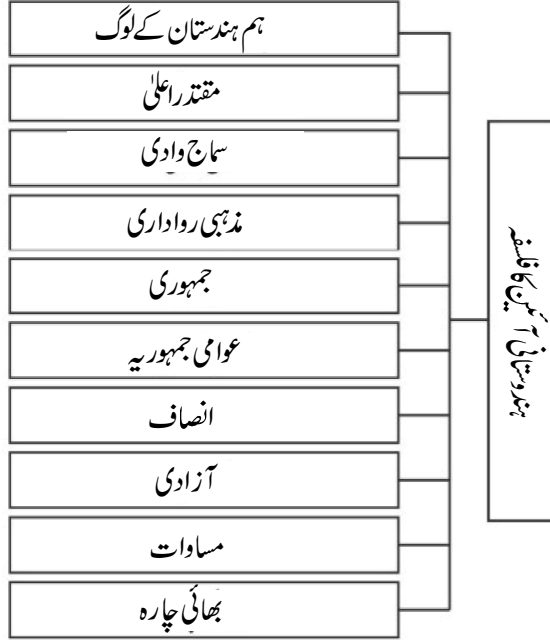 ہندوستانی آئین کا فلسفہ
ہم ہندستان کے لوگ
مقتدر اعلیٰ
سماج وادی
مذہبی رواداری
جمہوری
عوامی جمہوریہ
انصاف
آزادی
مساوات
بھائی چارہ